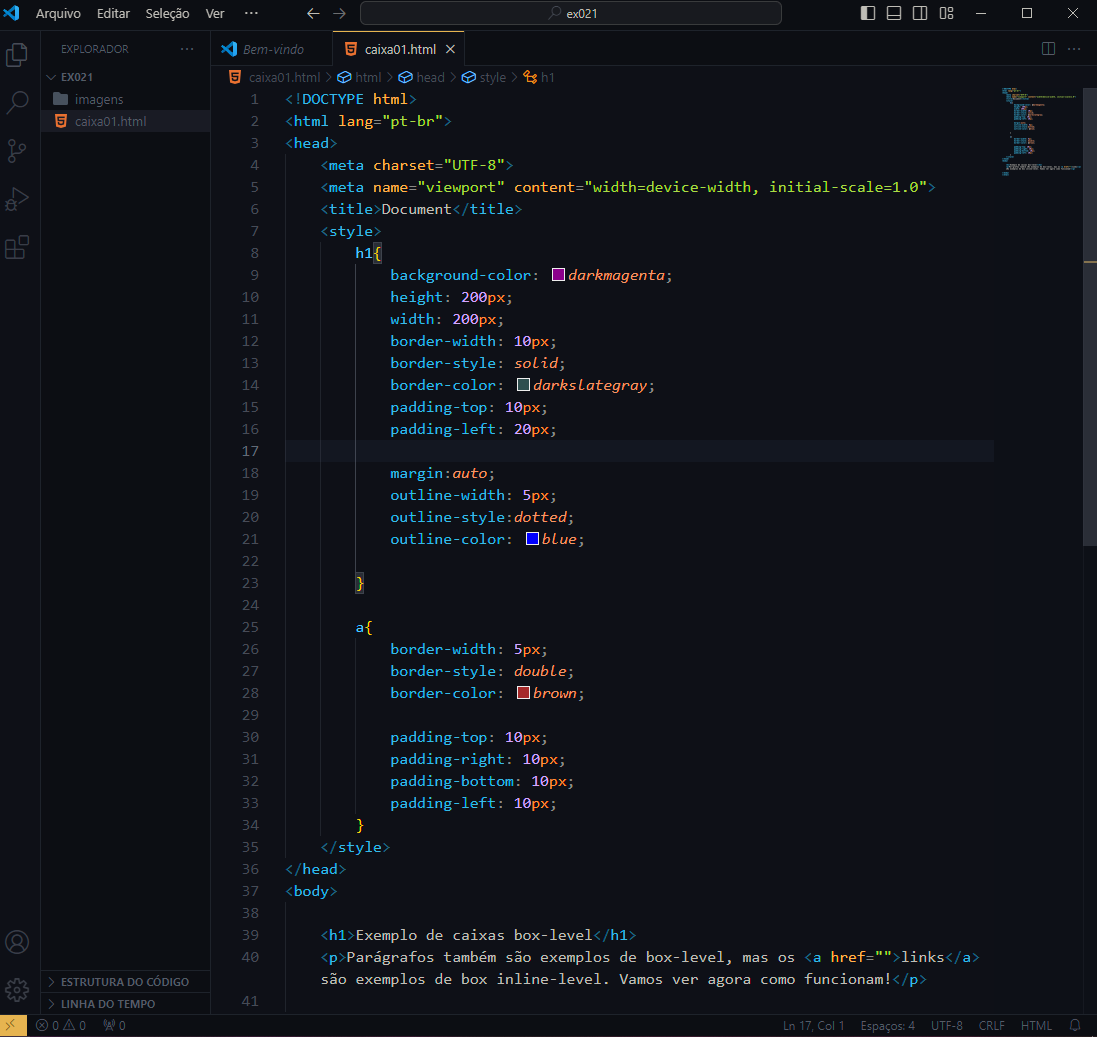 Arquivo Editar Seleção Ver ··· ex021
EXPLORADOR ···
EX021
imagens
caixa01.html
Bem-vindo caixa01.html
caixa01.html > html > head > style > h1
1 <!DOCTYPE html>
2 <html lang="pt-br">
3 <head>
4 <meta charset="UTF-8">
5 <meta name="viewport" content="width=device-width, initial-scale=1.0">
6 <title>Document</title>
7 <style>
8 h1{
9 background-color: darkmagenta;
10 height: 200px;
11 width: 200px;
12 border-width: 10px;
13 border-style: solid;
14 border-color: darkslategray;
15 padding-top: 10px;
16 padding-left: 20px;
17
18 margin:auto;
19 outline-width: 5px;
20 outline-style:dotted;
21 outline-color: blue;
22
23 }
24
25 a{
26 border-width: 5px;
27 border-style: double;
28 border-color: brown;
29
30 padding-top: 10px;
31 padding-right: 10px;
32 padding-bottom: 10px;
33 padding-left: 10px;
34 }
35 </style>
36 </head>
37 <body>
38
39 <h1>Exemplo de caixas box-level</h1>
40 <p>Parágrafos também são exemplos de box-level, mas os <a href="">links</a>
são exemplos de box inline-level. Vamos ver agora como funcionam!</p>
41
ESTRUTURA DO CÓDIGO
LINHA DO TEMPO
0 0 0 Ln 17, Col 1 Espaços: 4 UTF-8 CRLF HTML